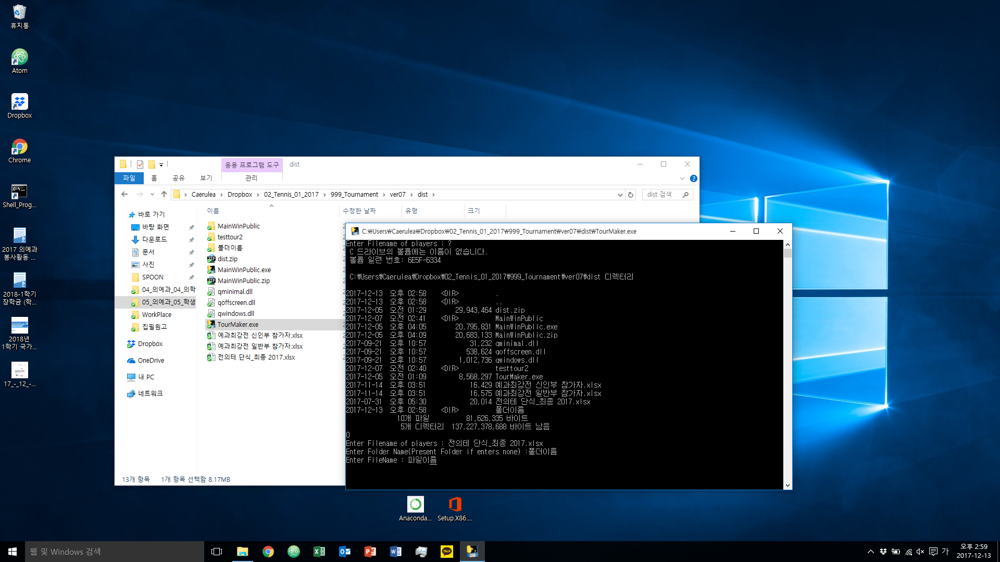 휴지통
Atom
Dropbox
Chrome
Shell_Prog...
2017 의예과
봉사활동 ...
2018-1학기
장학금 (학...
2018년
1학기 국가...
17_-_12_-...
응용 프로그램 도구
dist
파일
홈
공유
보기
관리
Caerulea
Dropbox
02_Tennis_01_2017
999_Tournament
ver07
dist
dist 검색
바로 가기
바탕 화면
다운로드
문서
사진
SPOON
04_의예과_04_의학
05_의예과_05_학생
WorkPlace
집필원고
Dropbox
OneDrive
내 PC
네트워크
이름
수정한 날짜
유형
크기
MainWinPublic
testtour2
폴더이름
dist.zip
MainWinPublic.exe
MainWinPublic.zip
qminimal.dll
qoffscreen.dll
qwindows.dll
TourMaker.exe
예과최강전 신인부 참가자.xlsx
예과최강전 일반부 참가자.xlsx
전의테 단식_최종 2017.xlsx
13개 항목
1개 항목 선택함 8.17MB
C:₩Users₩Caerulea₩Dropbox₩02_Tennis_01_2017₩999_Tournament₩ver07₩dist₩TourMaker.exe
Enter Filename of players : ?
C 드라이브의 볼륨에는 이름이 없습니다.
볼륨 일련 번호: 6E5F-6334
C:₩Users₩Caerulea₩Dropbox₩02_Tennis_01_2017₩999_Tournament₩ver07₩dist 디렉터리
2017-12-13 오후 02:58 <DIR> .
2017-12-13 오후 02:58 <DIR> ..
2017-12-05 오전 01:29 29,943,464 dist.zip
2017-12-07 오후 02:41 <DIR> MainWinPublic
2017-12-05 오후 04:05 20,795,831 MainWinPublic.exe
2017-12-05 오후 04:09 20,683,133 MainWinPublic.zip
2017-09-21 오후 10:57 31,232 qminimal.dll
2017-09-21 오후 10:57 538,624 qoffscreen.dll
2017-09-21 오후 10:57 1,012,736 qwindows.dll
2017-12-07 오후 02:40 <DIR> testtour2
2017-12-05 오전 01:09 8,568,297 TourMaker.exe
2017-11-14 오후 03:51 16,429 예과최강전 신인부 참가자.xlsx
2017-11-14 오후 03:51 16,575 예과최강전 일반부 참가자.xlsx
2017-07-31 오후 05:30 20,014 전의테 단식_최종 2017.xlsx
2017-12-13 오후 02:58 <DIR> 폴더이름
10개 파일 81,626,335 바이트
5개 디렉터리 137,227,378,688 바이트 남음
0
Enter Filename of players : 전의테 단식_최종 2017.xlsx
Enter Folder Name(Present Folder if enters none) :폴더이름
Enter FileName : 파일이름
Anaconda...
Setup.X86....
웹 및 Windows 검색
TALK
가
오후 2:59
2017-12-13